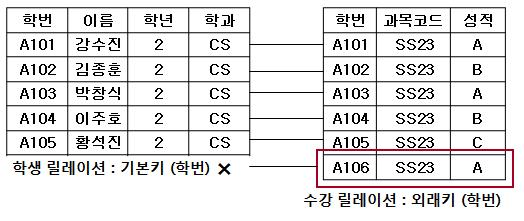 학번 이름 학년 학과
A101 강수진 2 CS
A102 김종훈 2 CS
A103 박창식 2 CS
A104 이주호 2 CS
A105 황석진 2 CS
학생 릴레이션 : 기본키 (학번) ×
학번 과목코드 성적
A101 SS23 A
A102 SS23 B
A103 SS23 A
A104 SS23 B
A105 SS23 C
A106 SS23 A
수강 릴레이션 : 외래키 (학번)